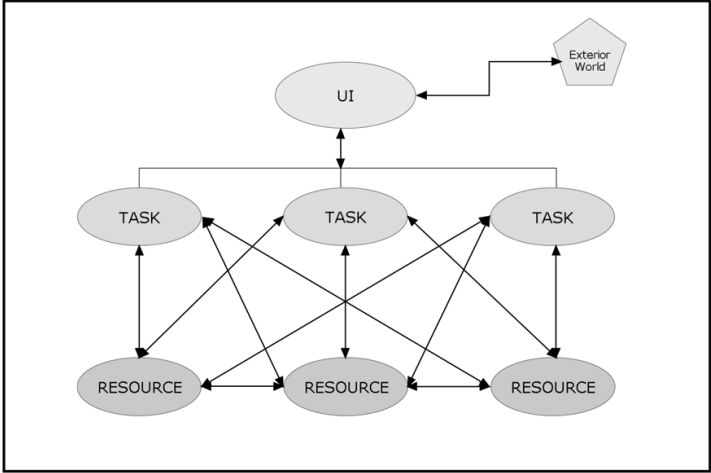 Exterior
World
UI
TASK
TASK
TASK
RESOURCE
RESOURCE
RESOURCE